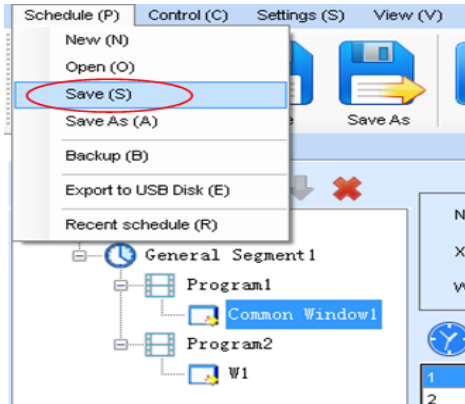 Schedule (P) Control (C) Settings (S) View (V)
New (N)
Open (O)
Save (S)
Save As (A)
Save As
Backup (B)
Export to USB Disk (E)
Recent schedule (R)
General Segment1
Program1
Common Window1
Program2
W1
1
2